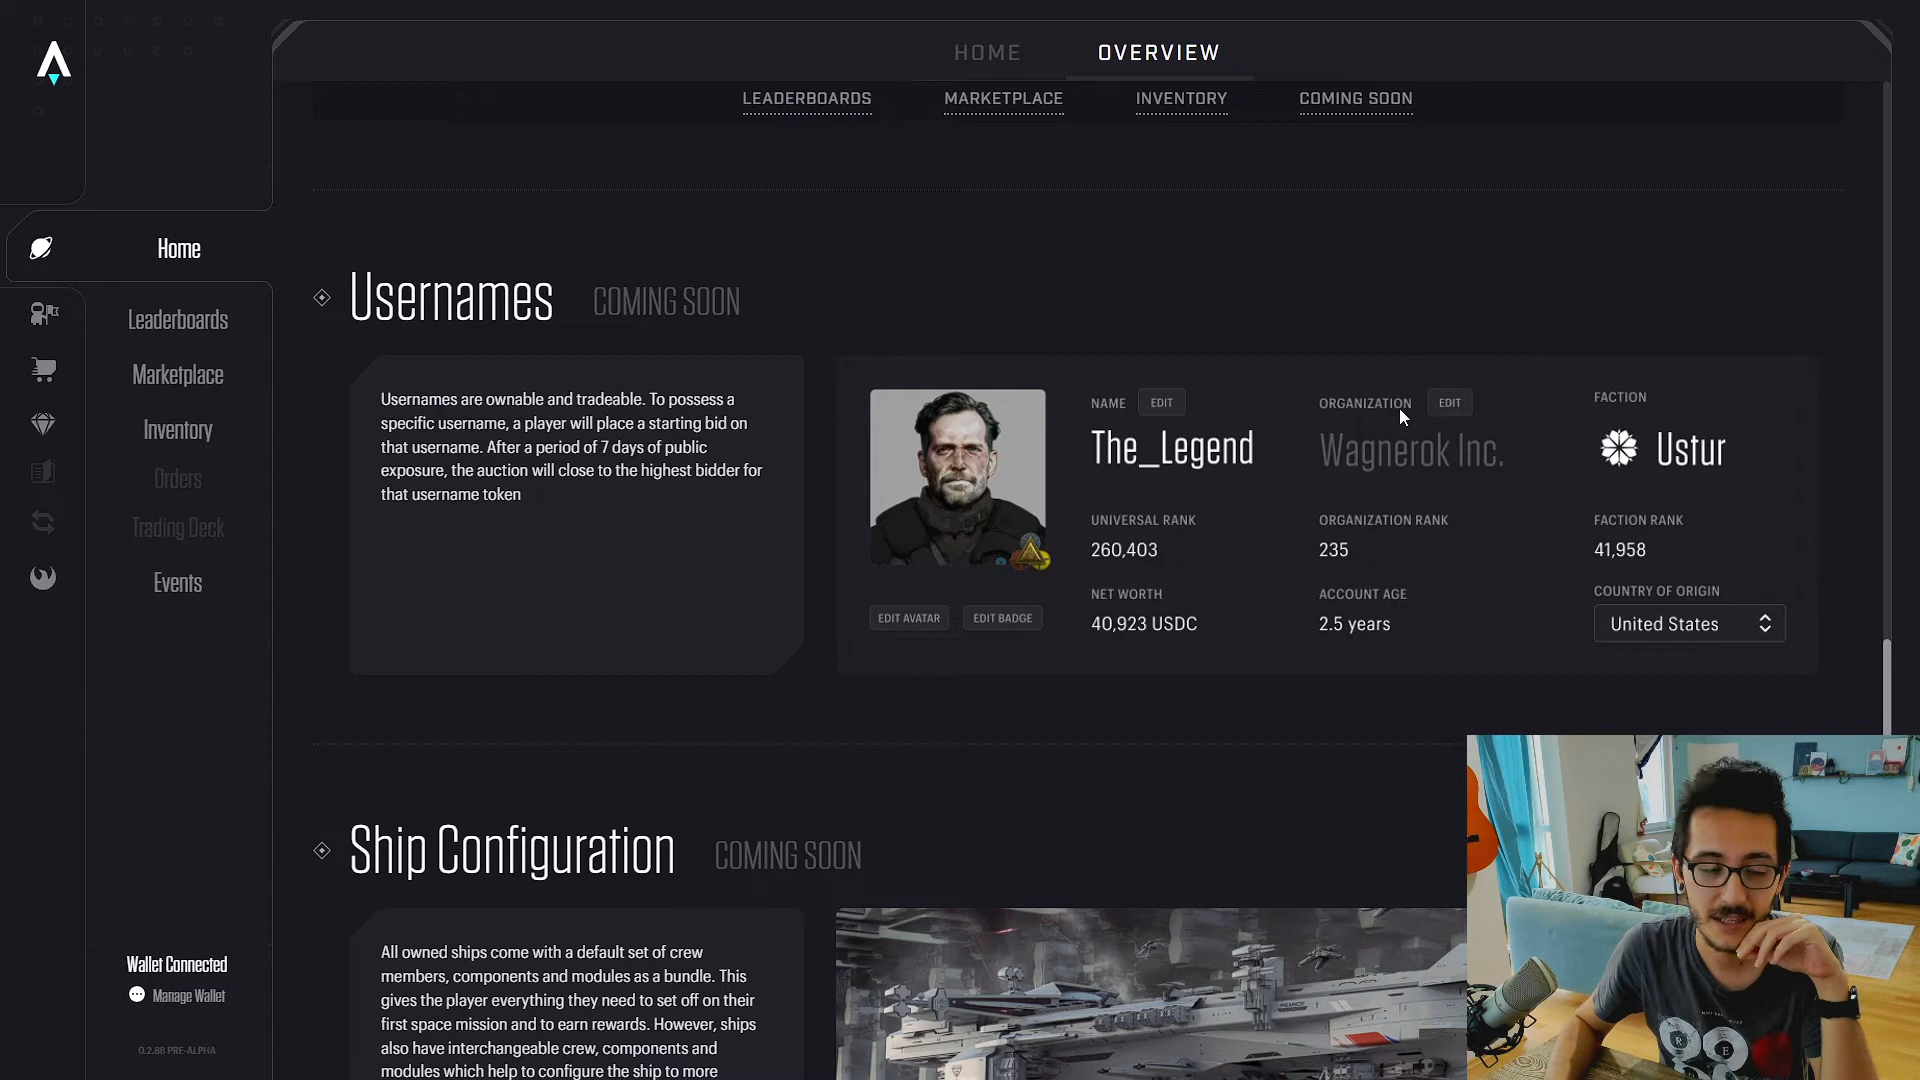 HOME
OVERVIEW
LEADERBOARDS
MARKETPLACE
INVENTORY
COMING SOON
Home
Leaderboards
Marketplace
Inventory
Orders
Trading Deck
Events
Wallet Connected
Manage Wallet
0.2.88 PRE-ALPHA
Usernames
COMING SOON
Usernames are ownable and tradeable. To possess a
specific username, a player will place a starting bid on
that username. After a period of 7 days of public
exposure, the auction will close to the highest bidder for
that username token
EDIT AVATAR
EDIT BADGE
NAME
EDIT
The_Legend
ORGANIZATION
EDIT
Wagnerok Inc.
FACTION
Ustur
UNIVERSAL RANK
260,403
ORGANIZATION RANK
235
FACTION RANK
41,958
NET WORTH
40,923 USDC
ACCOUNT AGE
2.5 years
COUNTRY OF ORIGIN
United States
Ship Configuration
COMING SOON
All owned ships come with a default set of crew
members, components and modules as a bundle. This
gives the player everything they need to set off on their
first space mission and to earn rewards. However, ships
also have interchangeable crew, components and
modules which help to configure the ship to more